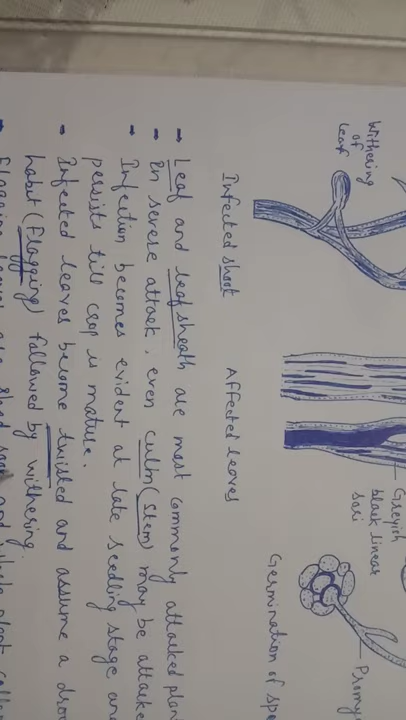 Withering
of
leaf
Greyish
black linear
sori
Promy
Infected shoot
Affected leaves
Germination of spo
→ Leaf and leaf sheath are most commonly attacked plan
• In severe attack, even culm (stem) may be attacke
→ Infection becomes evident at late seedling stage an
persists till crop is mature.
• Infected leaves become twisted and assume a droo
habit (Flagging) followed by withering.
and whole plant